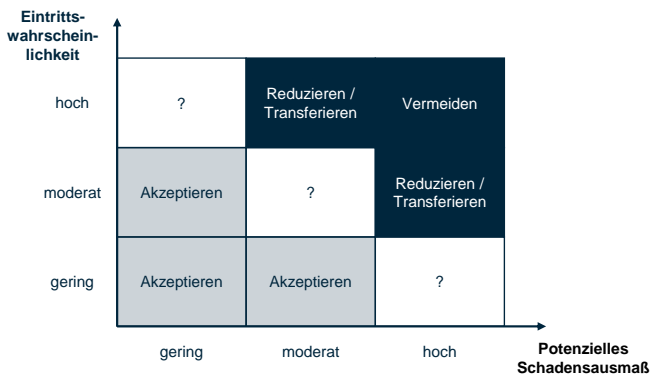 Eintritts-
wahrschein-
lichkeit
hoch
?
Reduzieren /
Transferieren
Vermeiden
moderat
Akzeptieren
?
Reduzieren /
Transferieren
gering
Akzeptieren
Akzeptieren
?
gering
moderat
hoch
Potenzielles
Schadensausmaß